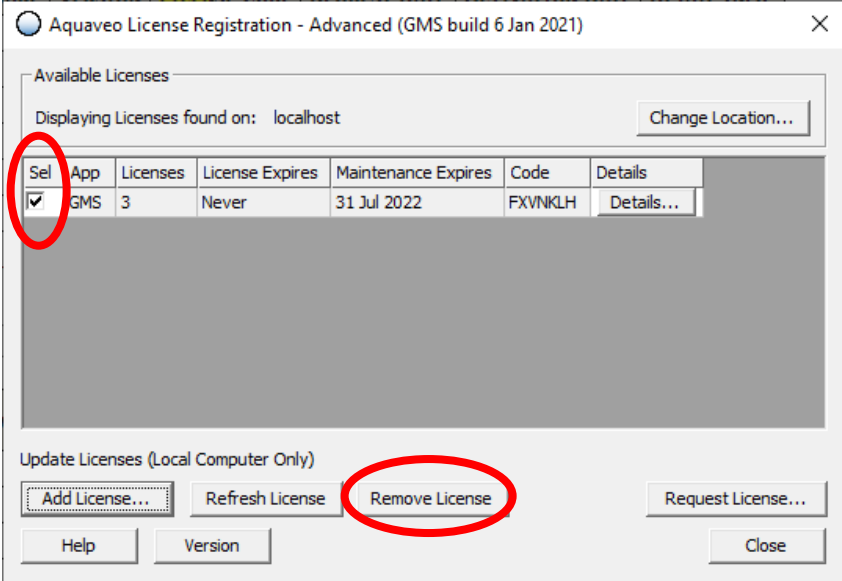 Aquaveo License Registration - Advanced (GMS build 6 Jan 2021)
Available Licenses
Displaying Licenses found on: localhost
Change Location...
Sel App Licenses License Expires Maintenance Expires Code Details
GMS 3 Never 31 Jul 2022 FXVNKLH Details...
Update Licenses (Local Computer Only)
Add License... Refresh License Remove License Request License...
Help Version Close